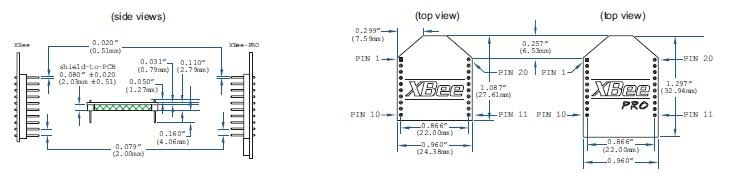 (side views)
XBee
0.020"
(0.51mm)
XBee-PRO
shield-to-PCB
0.080" ±0.020
(2.03mm ±0.51)
0.031"
(0.79mm)
0.110"
(2.79mm)
0.050"
(1.27mm)
0.160"
(4.06mm)
0.079"
(2.00mm)
(top view)
0.299"
(7.59mm)
0.257"
(6.53mm)
PIN 1
PIN 20
XBee
1.087"
(27.61mm)
PIN 10
PIN 11
0.866"
(22.00mm)
0.960"
(24.38mm)
(top view)
PIN 1
PIN 20
XBee
PRO
1.297"
(32.94mm)
PIN 10
PIN 11
0.866"
(22.00mm)
0.960"